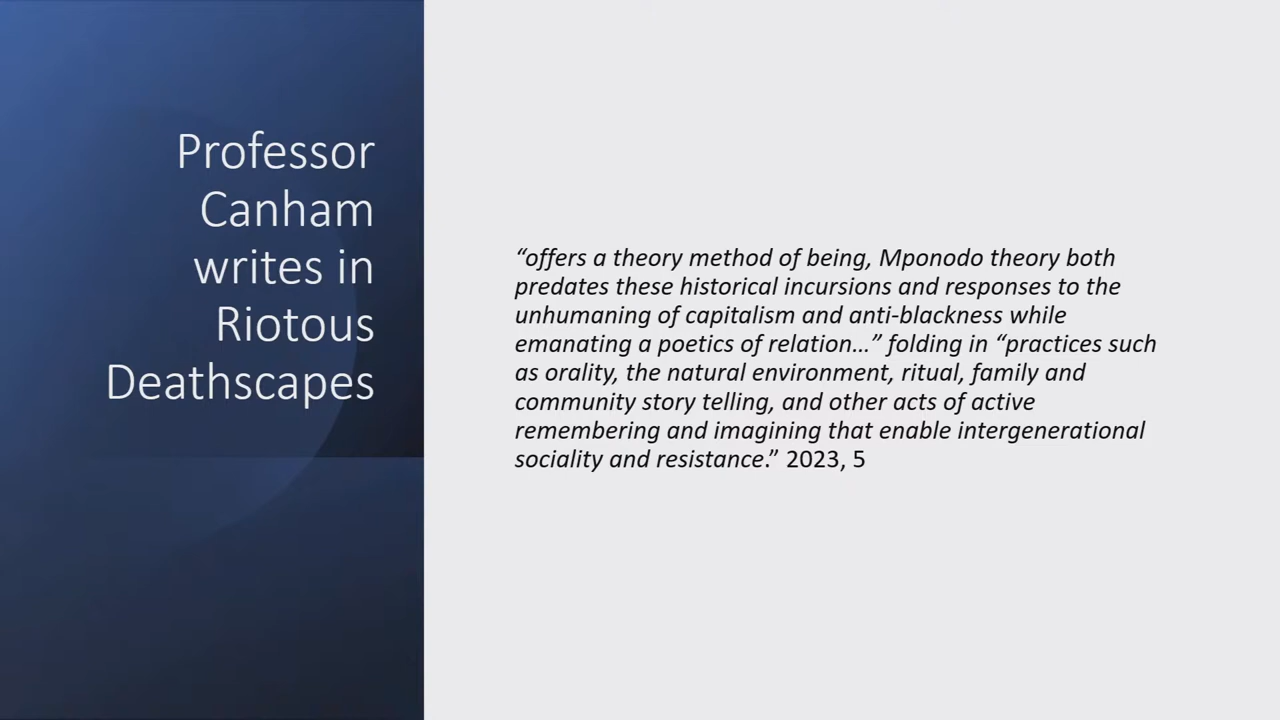 Professor
Canham
writes in
Riotous
Deathscapes
“offers a theory method of being, Mponodo theory both
predates these historical incursions and responses to the
unhumaning of capitalism and anti-blackness while
emanating a poetics of relation…” folding in “practices such
as orality, the natural environment, ritual, family and
community story telling, and other acts of active
remembering and imagining that enable intergenerational
sociality and resistance.” 2023, 5